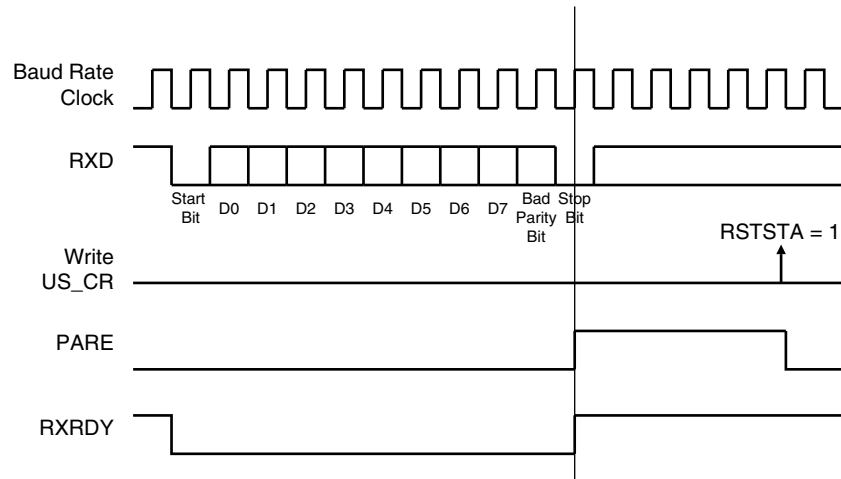 Baud Rate
Clock
RXD
Start
Bit
D0 D1 D2 D3 D4 D5 D6 D7
Bad
Parity
Bit
Stop
Bit
RSTSTA = 1
Write
US_CR
PARE
RXRDY